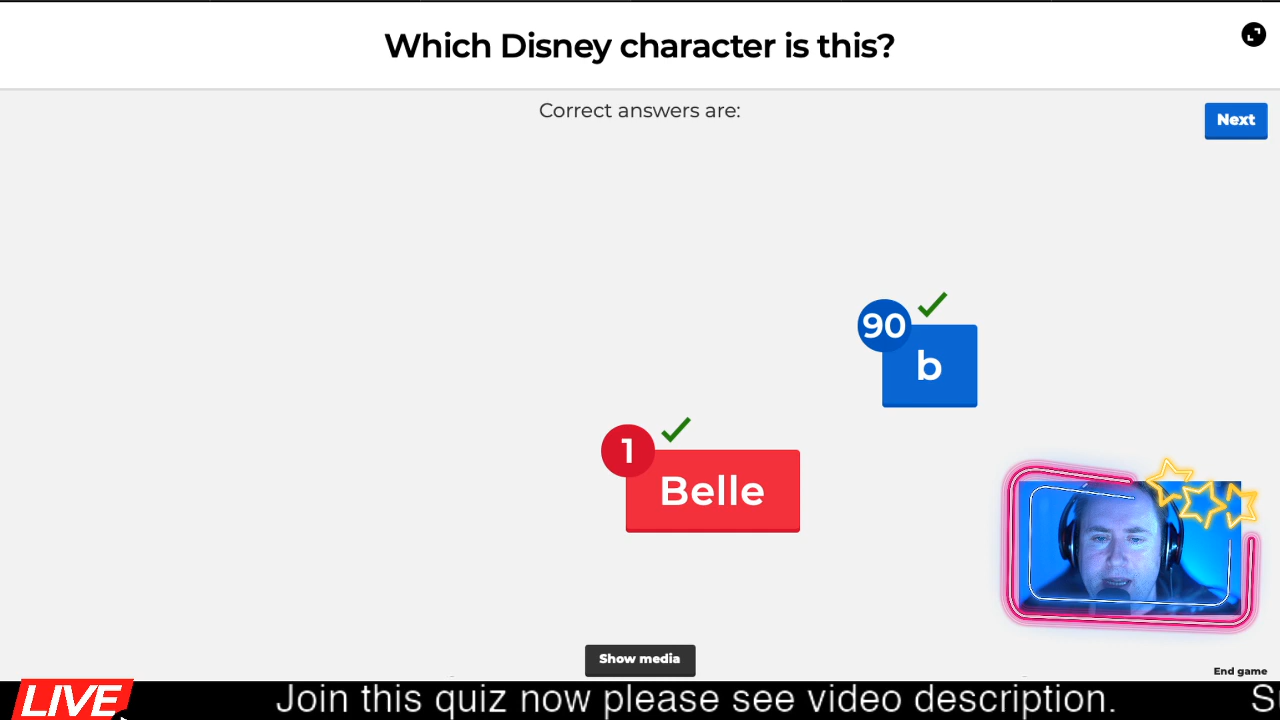 Which Disney character is this?
Correct answers are:
Next
90
b
1
Belle
Show media
End game
LIVE
Join this quiz now please see video description.